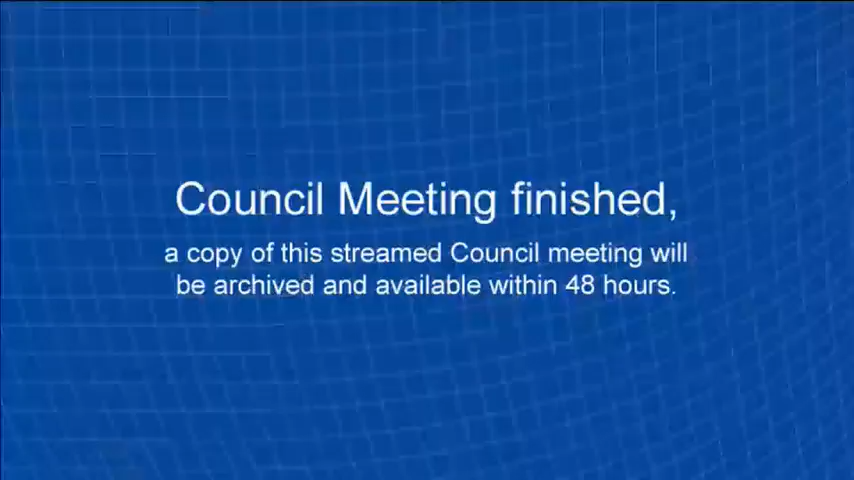 Council Meeting finished,
a copy of this streamed Council meeting will
be archived and available within 48 hours.